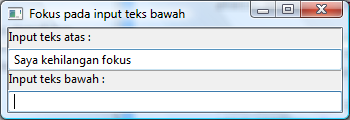 Fokus pada input teks bawah
Input teks atas :
Saya kehilangan fokus
Input teks bawah :